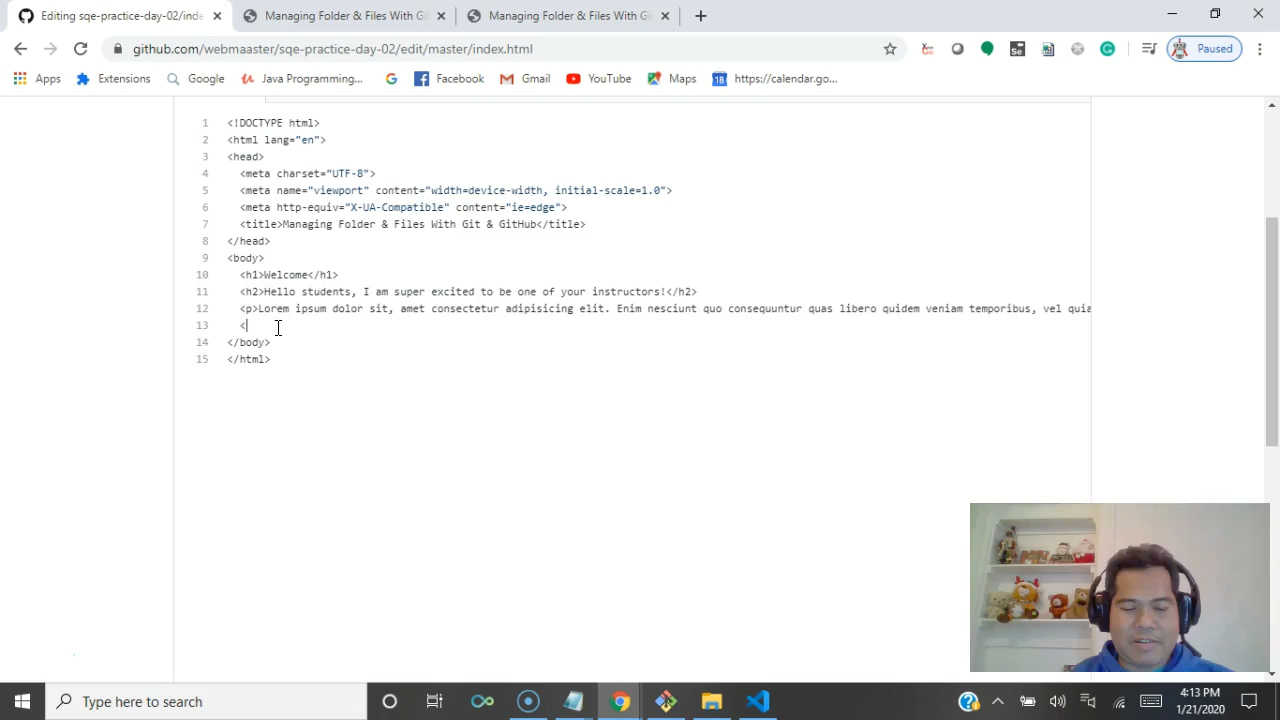 Editing sqe-practice-day-02/inde
Managing Folder & Files With Git
Managing Folder & Files With Git
github.com/webmaaster/sqe-practice-day-02/edit/master/index.html
Paused
Apps
Extensions
Google
Java Programming...
Facebook
Gmail
YouTube
Maps
18
https://calendar.go...
1 <!DOCTYPE html>
2 <html lang="en">
3 <head>
4 <meta charset="UTF-8">
5 <meta name="viewport" content="width=device-width, initial-scale=1.0">
6 <meta http-equiv="X-UA-Compatible" content="ie=edge">
7 <title>Managing Folder & Files With Git & GitHub</title>
8 </head>
9 <body>
10 <h1>Welcome</h1>
11 <h2>Hello students, I am super excited to be one of your instructors!</h2>
12 <p>Lorem ipsum dolor sit, amet consectetur adipisicing elit. Enim nesciunt quo consequuntur quas libero quidem veniam temporibus, vel quia
13 <
14 </body>
15 </html>
Type here to search
4:13 PM
1/21/2020